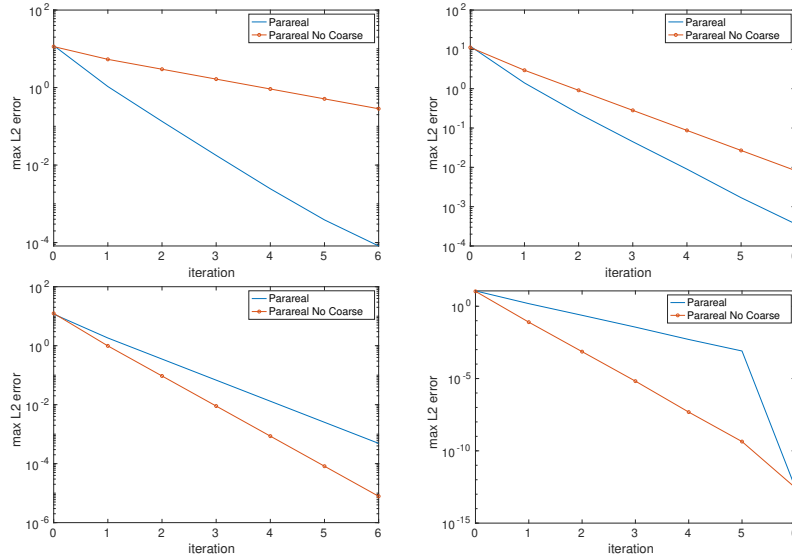 10^2
10^0
10^-2
10^-4
max L2 error
0 1 2 3 4 5 6
iteration
Parareal
Parareal No Coarse
10^2
10^1
10^0
10^-1
10^-2
10^-3
10^-4
max L2 error
0 1 2 3 4 5 6
iteration
Parareal
Parareal No Coarse
10^2
10^0
10^-2
10^-4
10^-6
max L2 error
0 1 2 3 4 5 6
iteration
Parareal
Parareal No Coarse
10^0
10^-5
10^-10
10^-15
max L2 error
0 1 2 3 4 5
iteration
Parareal
Parareal No Coarse